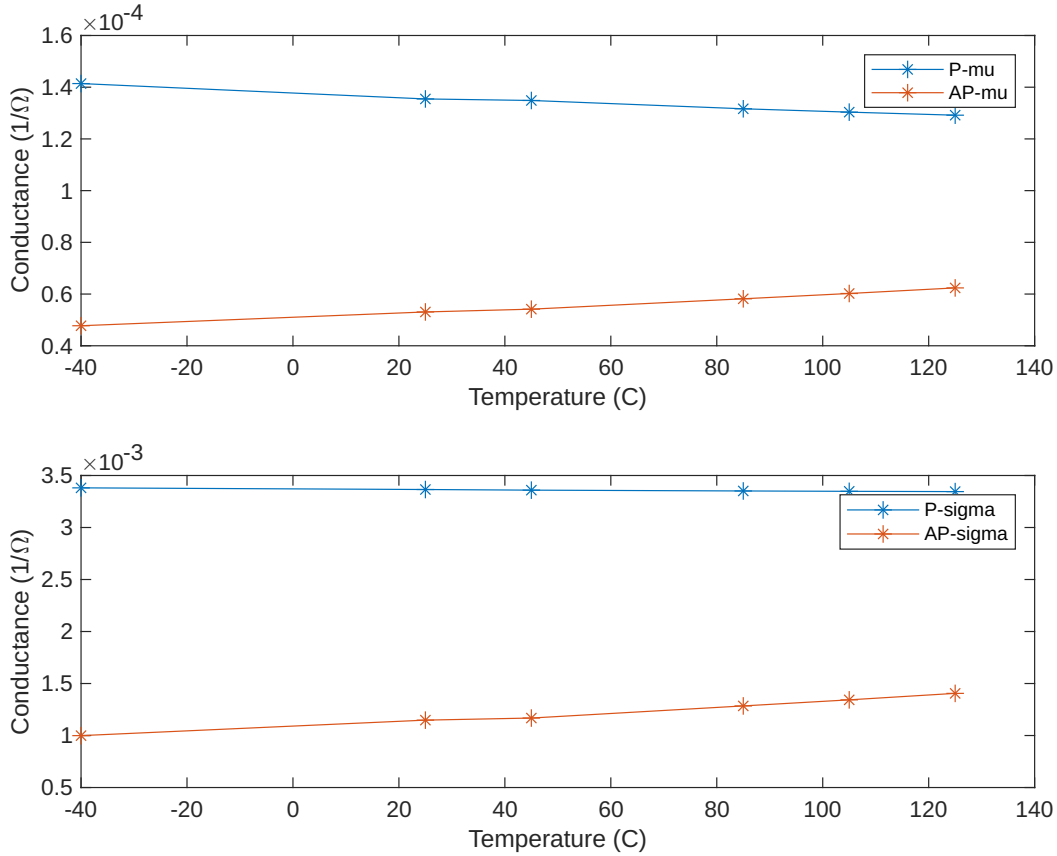 ×10-4
1.6
1.4
1.2
1
0.8
0.6
0.4
Conductance (1/Ω)
P-mu
AP-mu
-40 -20 0 20 40 60 80 100 120 140
Temperature (C)
×10-3
3.5
3
2.5
2
1.5
1
0.5
Conductance (1/Ω)
P-sigma
AP-sigma
-40 -20 0 20 40 60 80 100 120 140
Temperature (C)